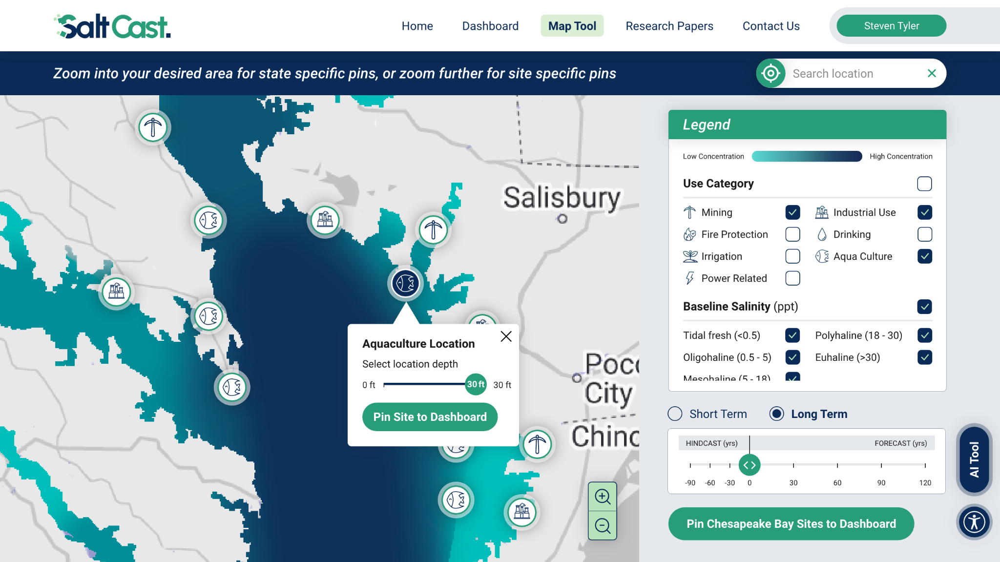 Salt Cast.
Home
Dashboard
Map Tool
Research Papers
Contact Us
Steven Tyler
Zoom into your desired area for state specific pins, or zoom further for site specific pins
Search location
Salisbury
City
Aquaculture Location
Select location depth
0 ft
30 ft
30 ft
Pin Site to Dashboard
Legend
Low Concentration
High Concentration
Use Category
Mining
Industrial Use
Fire Protection
Drinking
Irrigation
Aqua Culture
Power Related
Baseline Salinity (ppt)
Tidal fresh (<0.5)
Polyhaline (18 - 30)
Oligohaline (0.5 - 5)
Euhaline (>30)
Mesohaline (5 - 18)
Short Term
Long Term
HINDCAST (yrs)
FORECAST (yrs)
-90 -60 -30 0 30 60 90 120
Pin Chesapeake Bay Sites to Dashboard
AI Tool